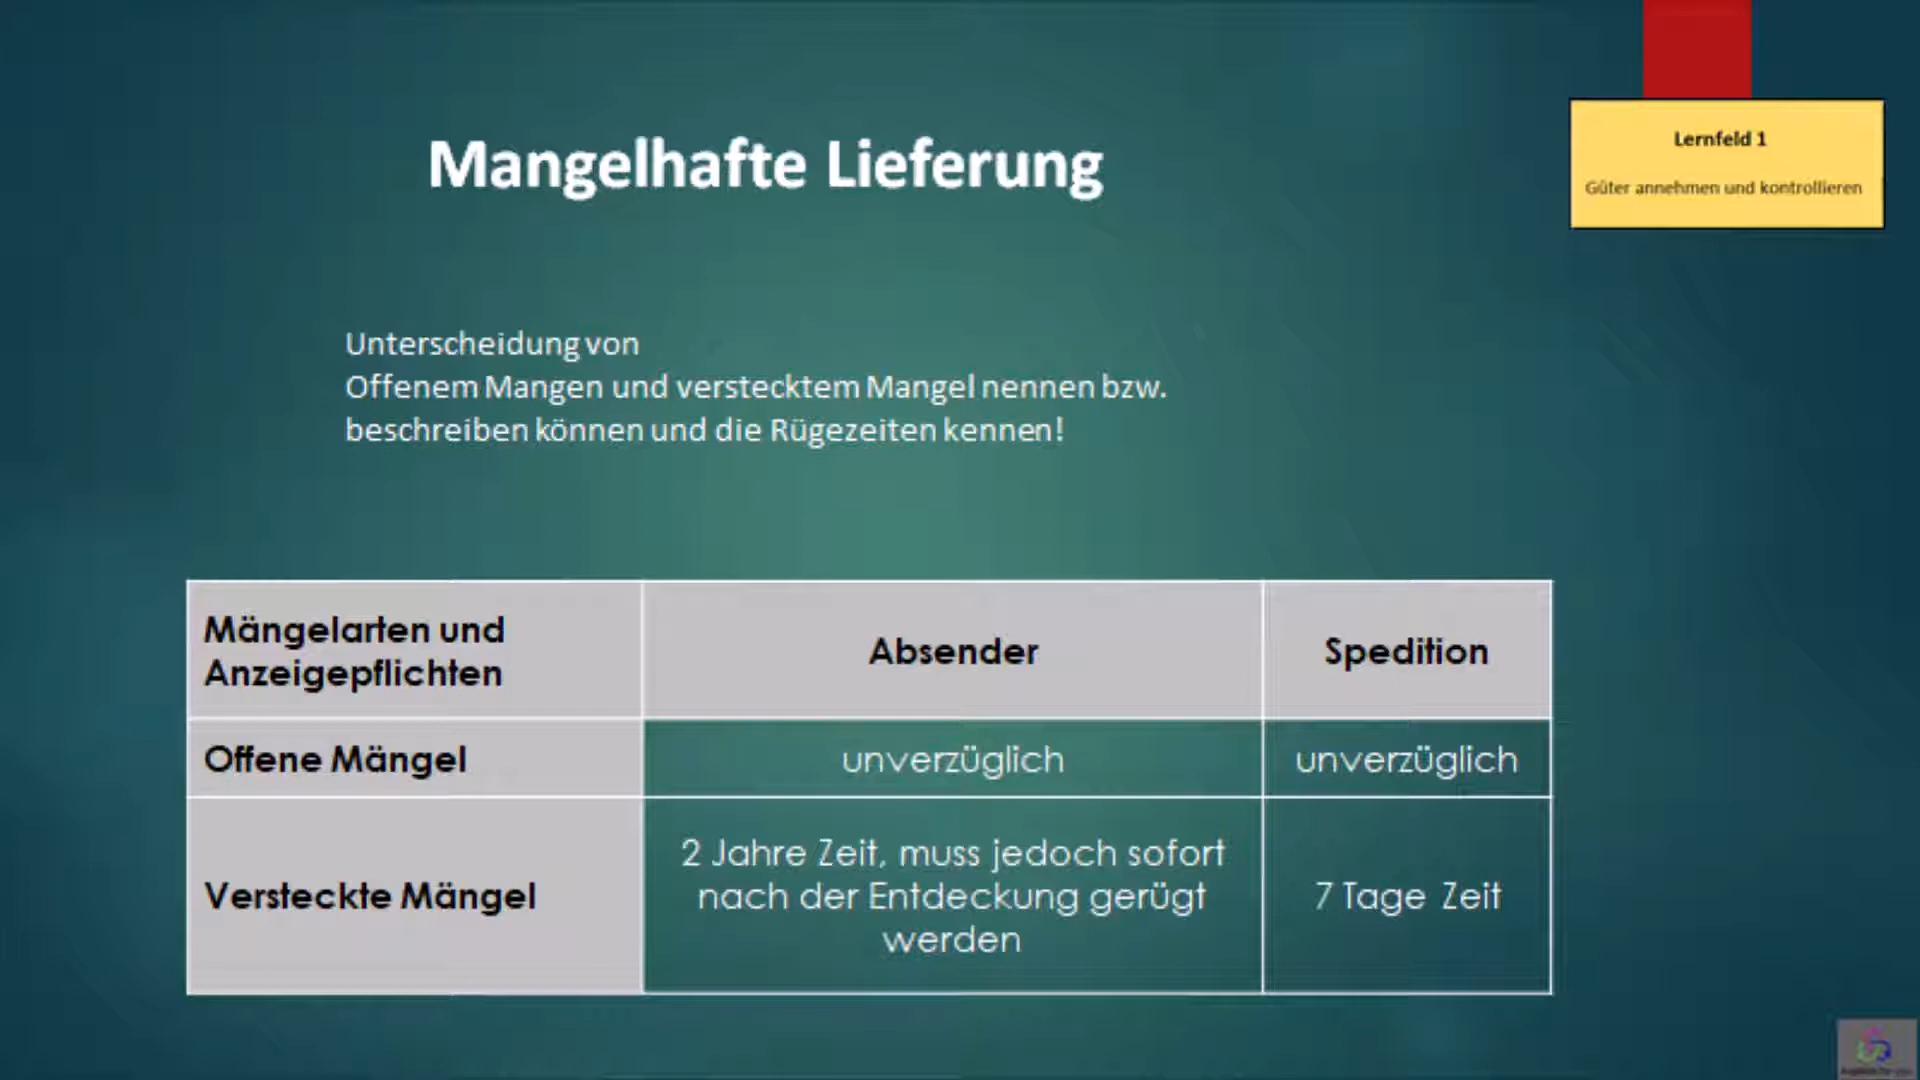 Lernfeld 1
Güter annehmen und kontrollieren
Mangelhafte Lieferung
Unterscheidung von
Offenem Mangen und verstecktem Mangel nennen bzw.
beschreiben können und die Rügezeiten kennen!
Mängelarten und
Anzeigepflichten
Absender
Spedition
Offene Mängel
unverzüglich
unverzüglich
Versteckte Mängel
2 Jahre Zeit, muss jedoch sofort
nach der Entdeckung gerügt
werden
7 Tage Zeit